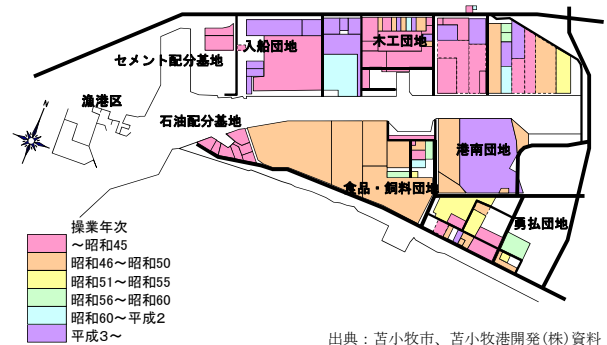 セメント配分基地
入船団地
木工団地
漁港区
N
石油配分基地
港南団地
食品・飼料団地
勇払団地
操業年次
～昭和45
昭和46～昭和50
昭和51～昭和55
昭和56～昭和60
昭和60～平成２
平成３～
出典：苫小牧市、苫小牧港開発(株)資料